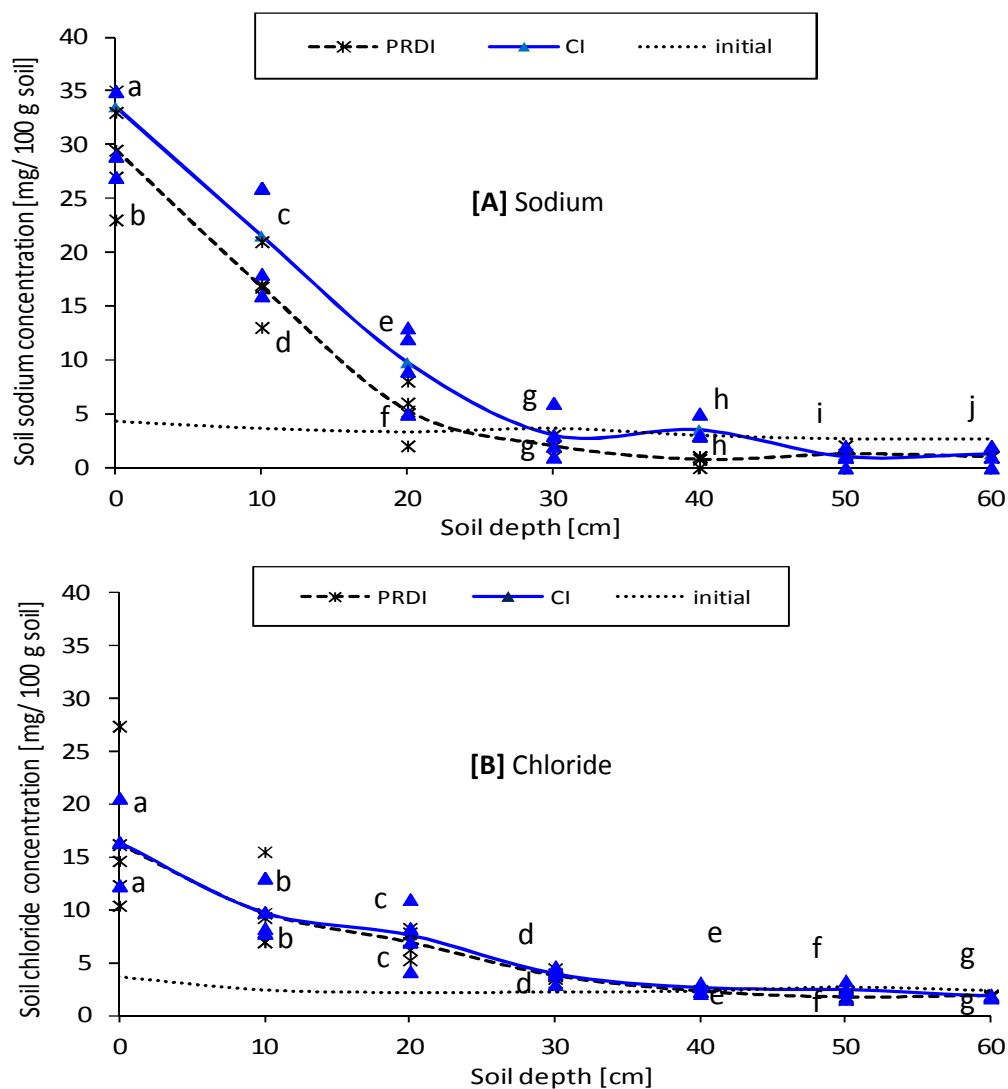 PRDI CI initial
Soil sodium concentration [mg/ 100 g soil]
40
35
30
25
20
15
10
5
0
a
b
c
d
e
f
g
g
h
h
i
j
[A] Sodium
0 10 20 30 40 50 60
Soil depth [cm]
PRDI CI initial
Soil chloride concentration [mg/ 100 g soil]
40
35
30
25
20
15
10
5
0
a
a
b
b
c
c
d
d
e
e
f
f
g
g
[B] Chloride
0 10 20 30 40 50 60
Soil depth [cm]